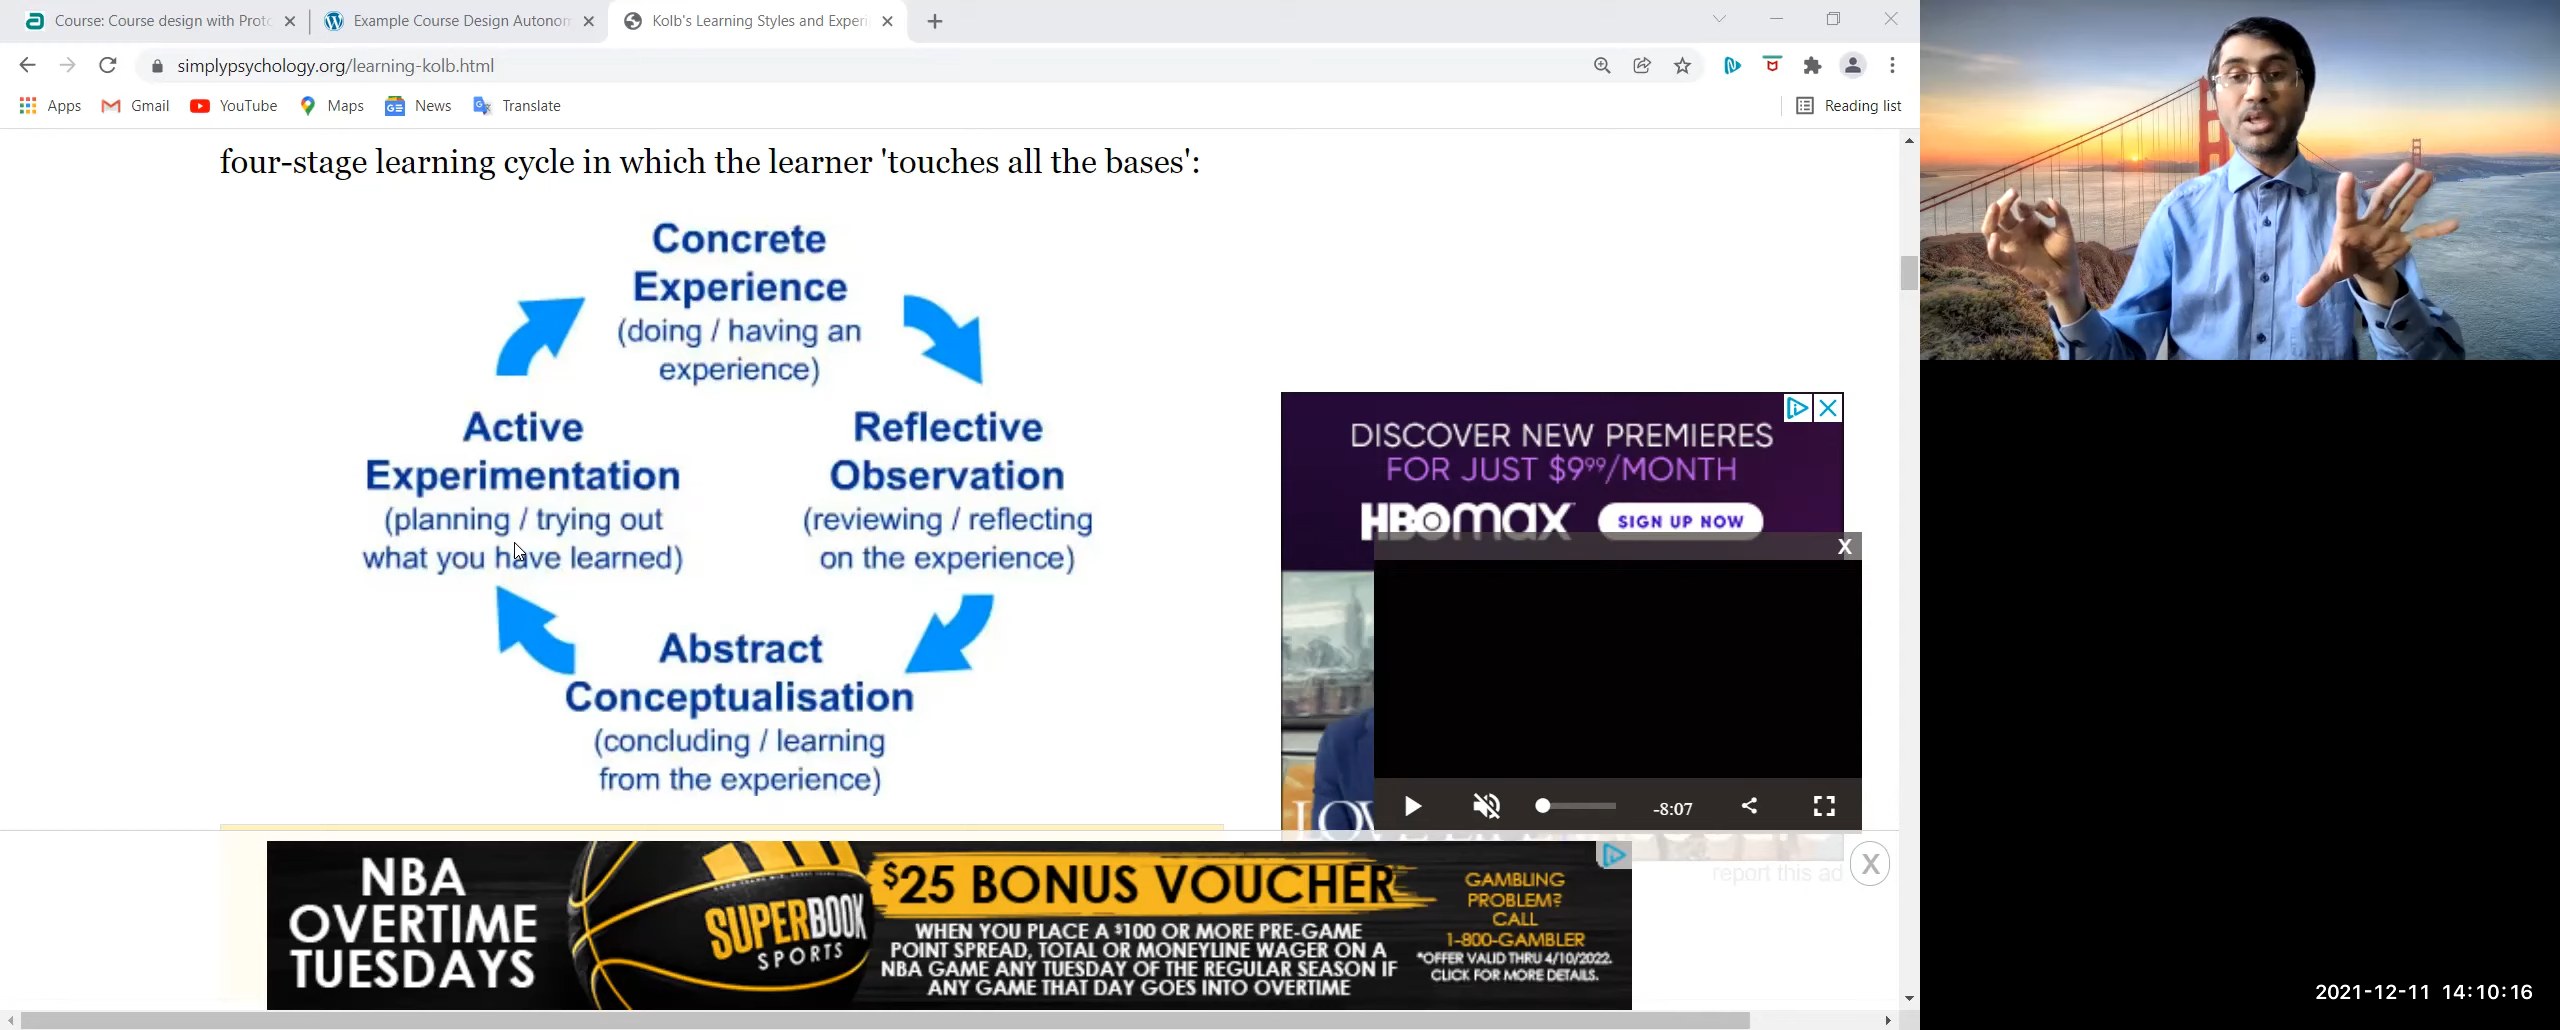 Course: Course design with Proto
Example Course Design Autonom
Kolb's Learning Styles and Experi
simplypsychology.org/learning-kolb.html
Apps
Gmail
YouTube
Maps
News
Translate
Reading list
four-stage learning cycle in which the learner 'touches all the bases':
Concrete
Experience
(doing / having an
experience)
Active
Experimentation
(planning / trying out
what you have learned)
Reflective
Observation
(reviewing / reflecting
on the experience)
Abstract
Conceptualisation
(concluding / learning
from the experience)
DISCOVER NEW PREMIERES
FOR JUST $9⁹⁹/MONTH
HBOmax
SIGN UP NOW
X
-8:07
report this ad
X
NBA
OVERTIME
TUESDAYS
SUPERBOOK
SPORTS
$25 BONUS VOUCHER
WHEN YOU PLACE A $100 OR MORE PRE-GAME
POINT SPREAD, TOTAL OR MONEYLINE WAGER ON A
NBA GAME ANY TUESDAY OF THE REGULAR SEASON IF
ANY GAME THAT DAY GOES INTO OVERTIME
GAMBLING
PROBLEM?
CALL
1-800-GAMBLER
*OFFER VALID THRU 4/10/2022.
CLICK FOR MORE DETAILS.
2021-12-11 14:10:16